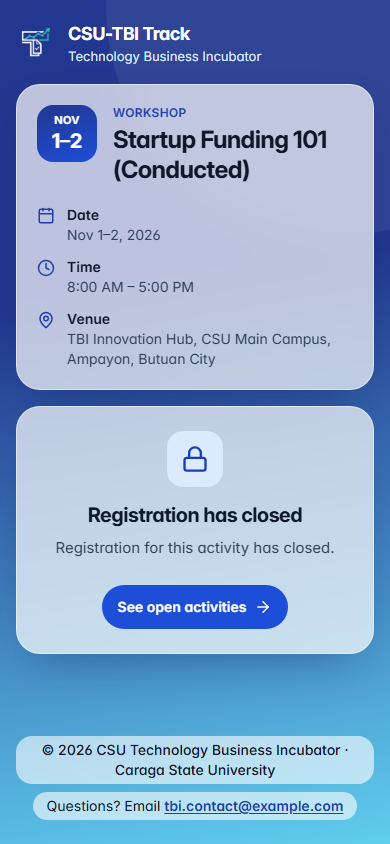 CSU-TBI Track
Technology Business Incubator
NOV
1–2
WORKSHOP
Startup Funding 101
(Conducted)
Date
Nov 1–2, 2026
Time
8:00 AM – 5:00 PM
Venue
TBI Innovation Hub, CSU Main Campus,
Ampayon, Butuan City
Registration has closed
Registration for this activity has closed.
See open activities
© 2026 CSU Technology Business Incubator ·
Caraga State University
Questions? Email tbi.contact@example.com